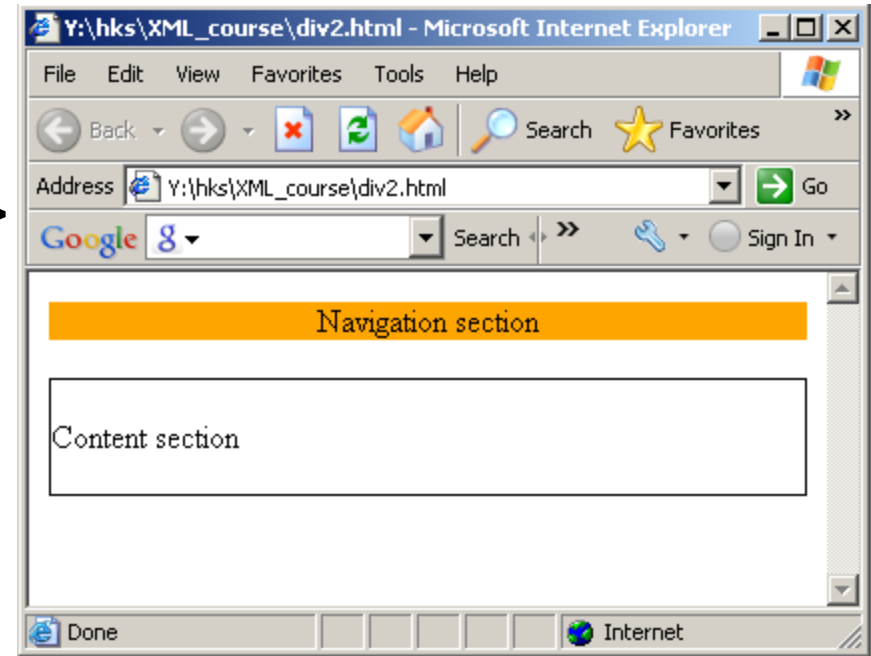 Y:\hks\XML_course\div2.html - Microsoft Internet Explorer
File Edit View Favorites Tools Help
Back Search Favorites »
Address Y:\hks\XML_course\div2.html Go
Google g Search » Sign In
Navigation section
Content section
Done Internet